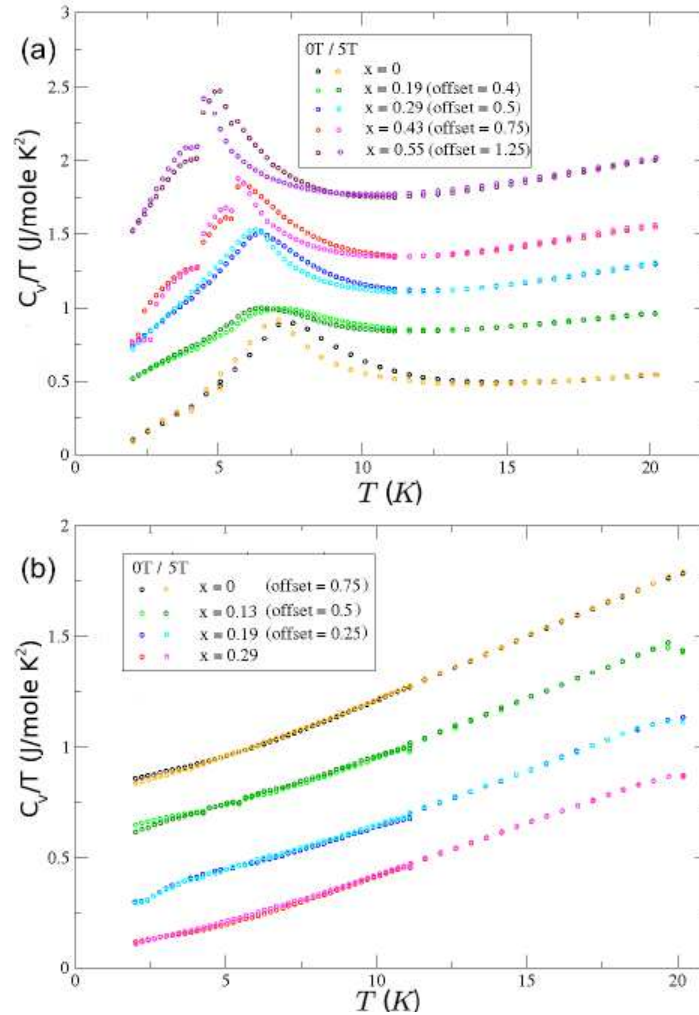 (a)
3
2.5
2
1.5
1
0.5
0
C_v/T (J/mole K²)
0T / 5T
x = 0
x = 0.19 (offset = 0.4)
x = 0.29 (offset = 0.5)
x = 0.43 (offset = 0.75)
x = 0.55 (offset = 1.25)
5 10 15 20
T (K)
(b)
2
1.5
1
0.5
0
C_v/T (J/mole K²)
0T / 5T
x = 0 (offset = 0.75)
x = 0.13 (offset = 0.5)
x = 0.19 (offset = 0.25)
x = 0.29
0 5 10 15 20
T (K)